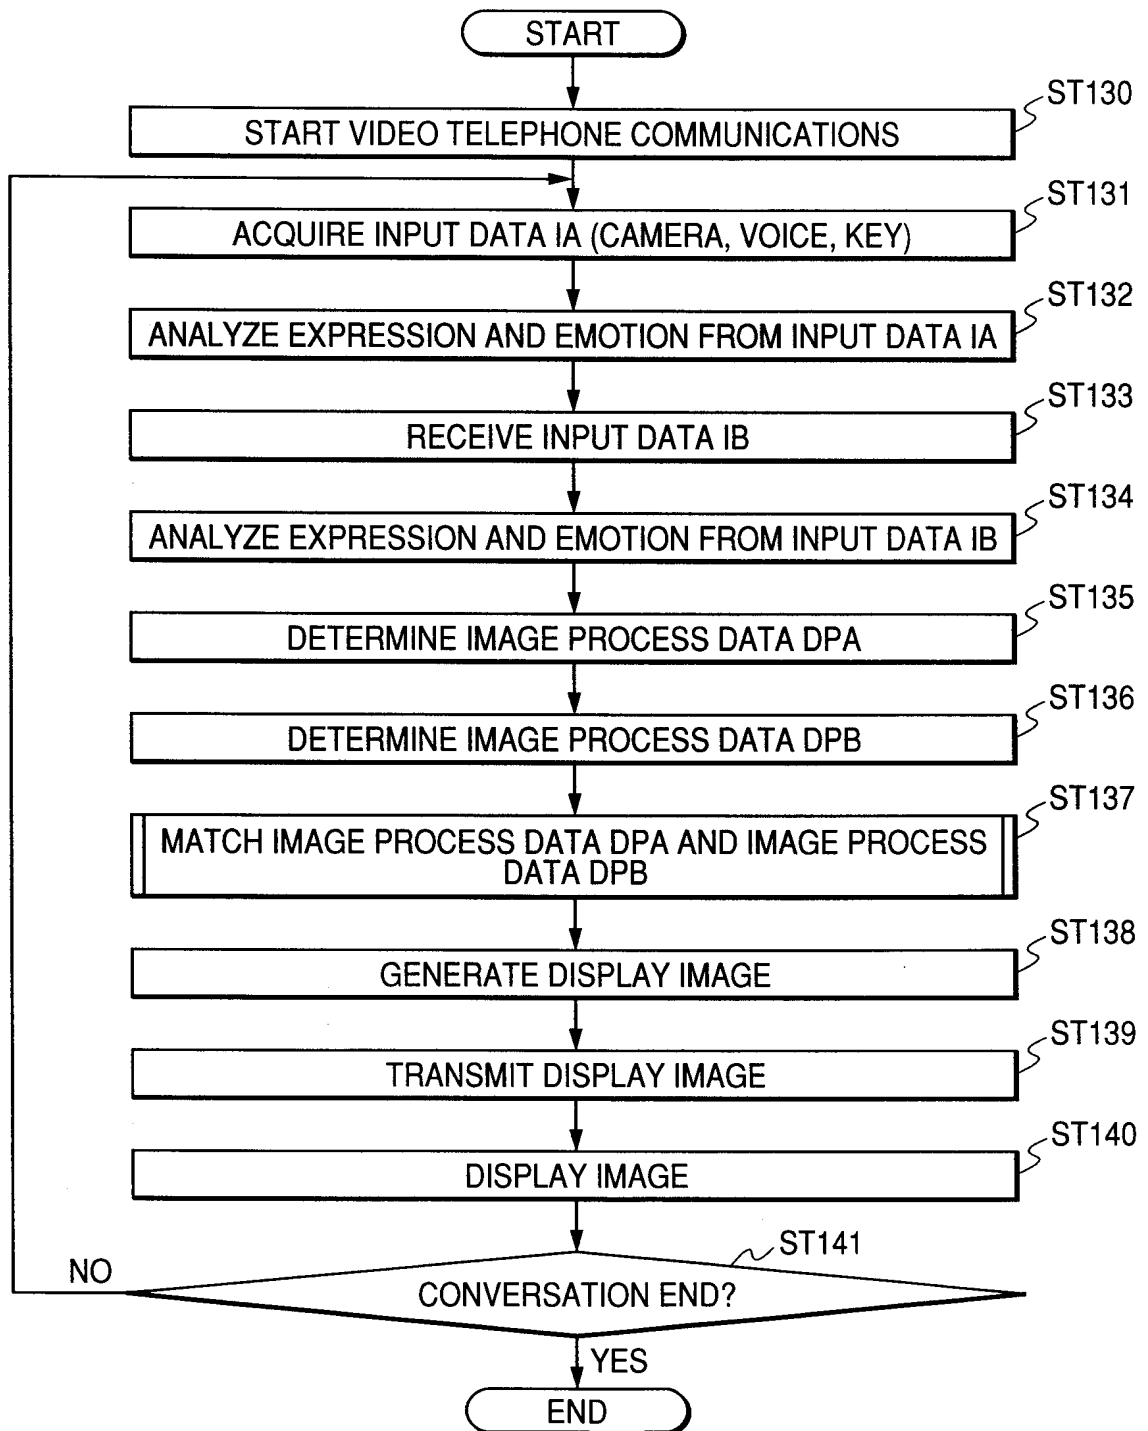 START
ST130
START VIDEO TELEPHONE COMMUNICATIONS
ST131
ACQUIRE INPUT DATA IA (CAMERA, VOICE, KEY)
ST132
ANALYZE EXPRESSION AND EMOTION FROM INPUT DATA IA
ST133
RECEIVE INPUT DATA IB
ST134
ANALYZE EXPRESSION AND EMOTION FROM INPUT DATA IB
ST135
DETERMINE IMAGE PROCESS DATA DPA
ST136
DETERMINE IMAGE PROCESS DATA DPB
ST137
MATCH IMAGE PROCESS DATA DPA AND IMAGE PROCESS
DATA DPB
ST138
GENERATE DISPLAY IMAGE
ST139
TRANSMIT DISPLAY IMAGE
ST140
DISPLAY IMAGE
ST141
NO
CONVERSATION END?
YES
END